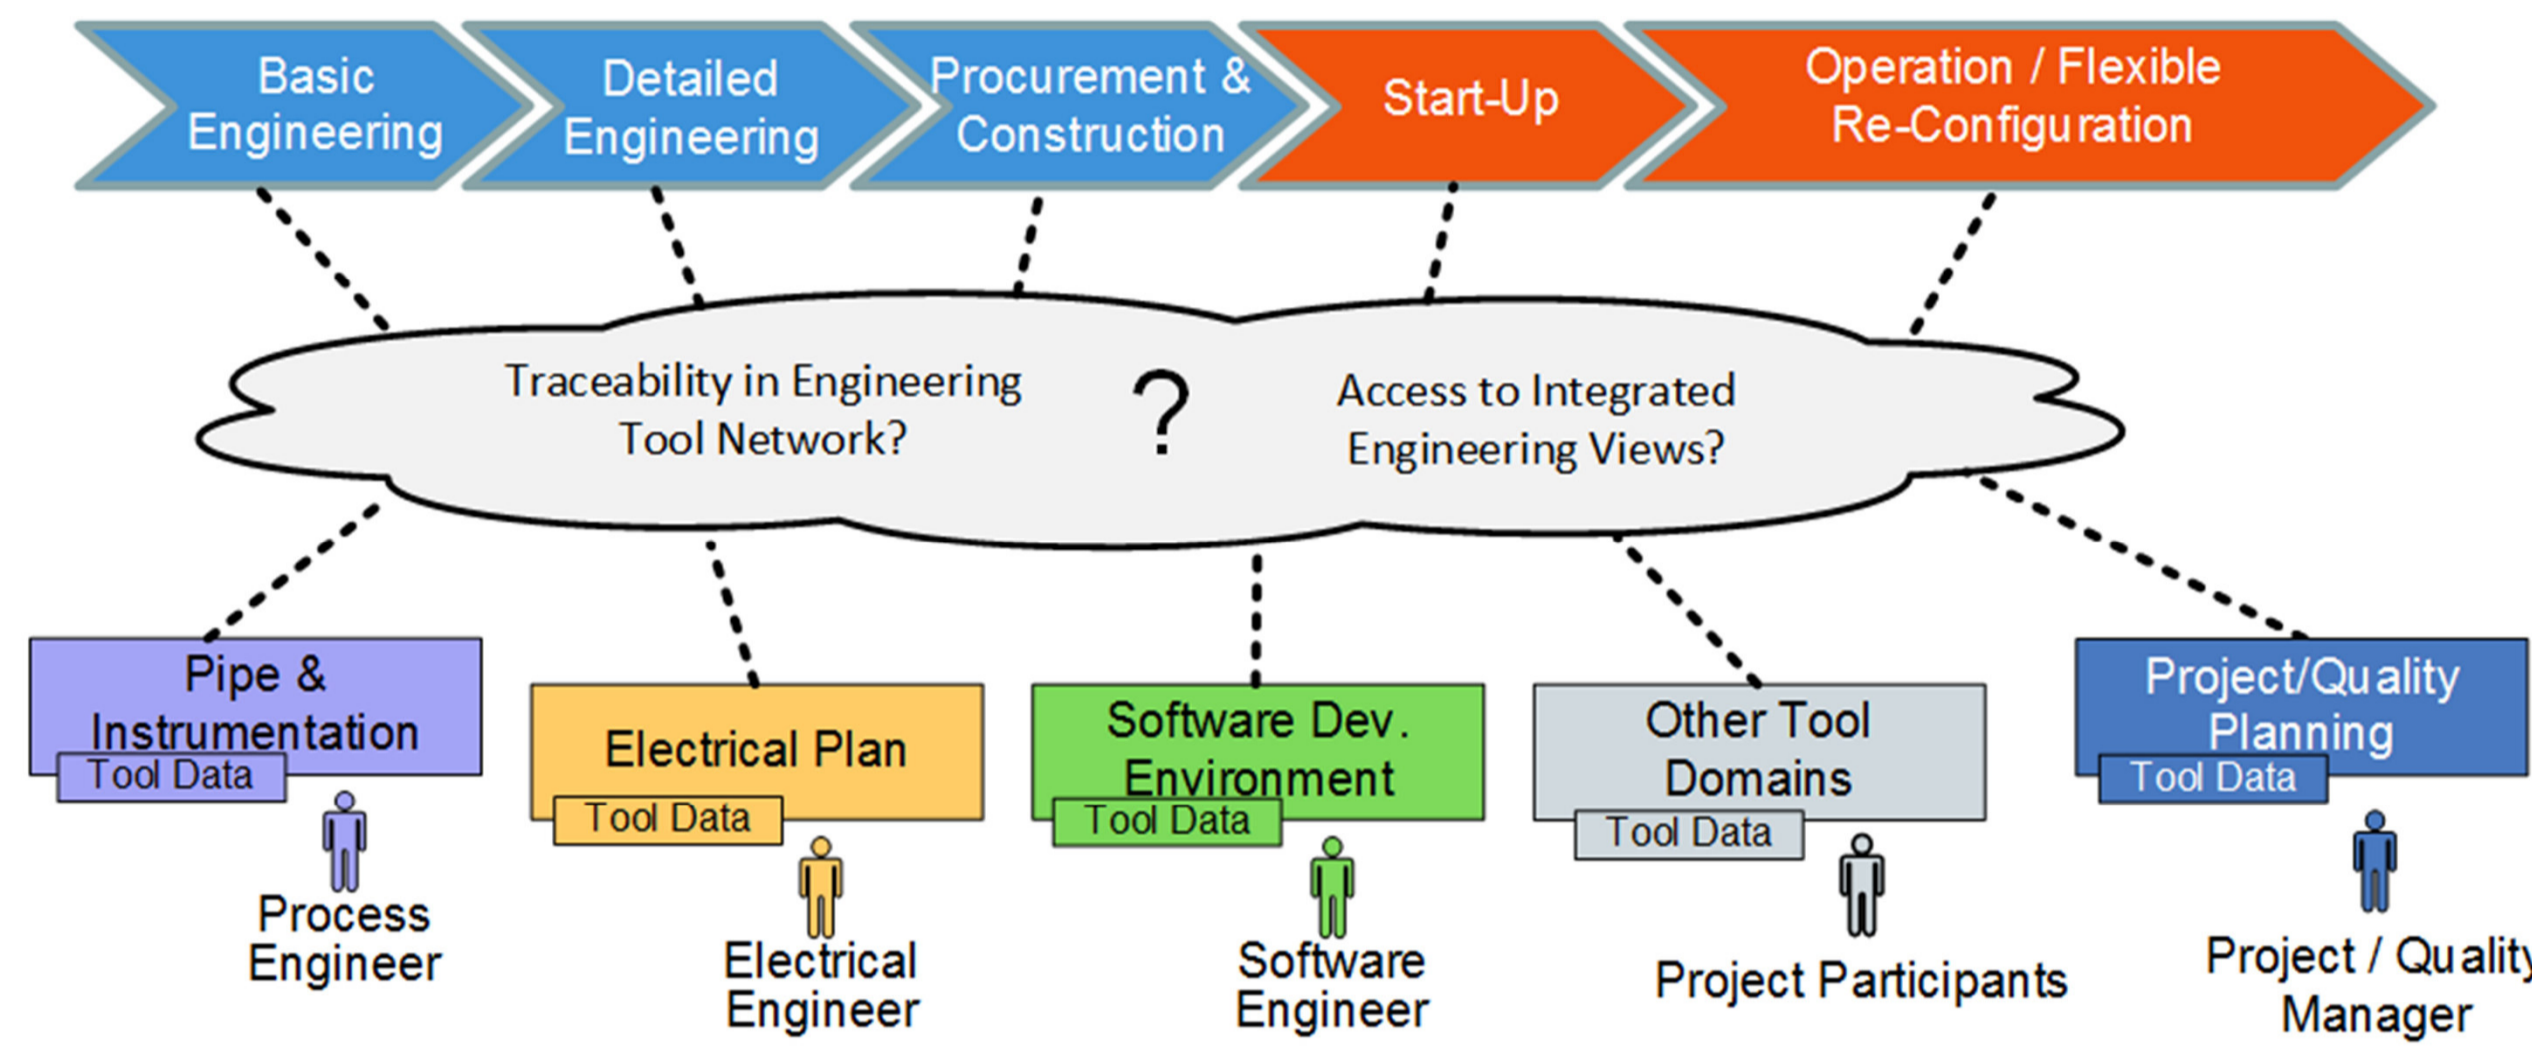 Basic
Engineering
Detailed
Engineering
Procurement &
Construction
Start-Up
Operation / Flexible
Re-Configuration
Traceability in Engineering
Tool Network?
?
Access to Integrated
Engineering Views?
Pipe &
Instrumentation
Tool Data
Process
Engineer
Electrical Plan
Tool Data
Electrical
Engineer
Software Dev.
Environment
Tool Data
Software
Engineer
Other Tool
Domains
Tool Data
Project Participants
Project/Quality
Planning
Tool Data
Project / Quality
Manager